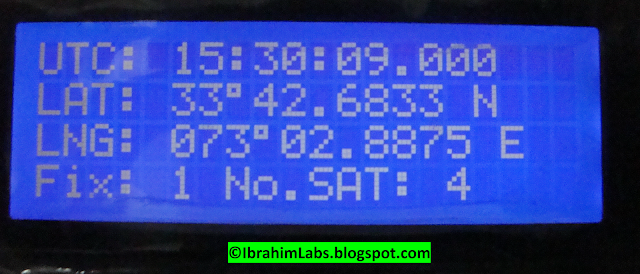 UTC: 15:30:09.000
LAT: 33°42.6833 N
LNG: 073°02.8875 E
Fix: 1 No.SAT: 4
©IbrahimLabs.blogspot.com